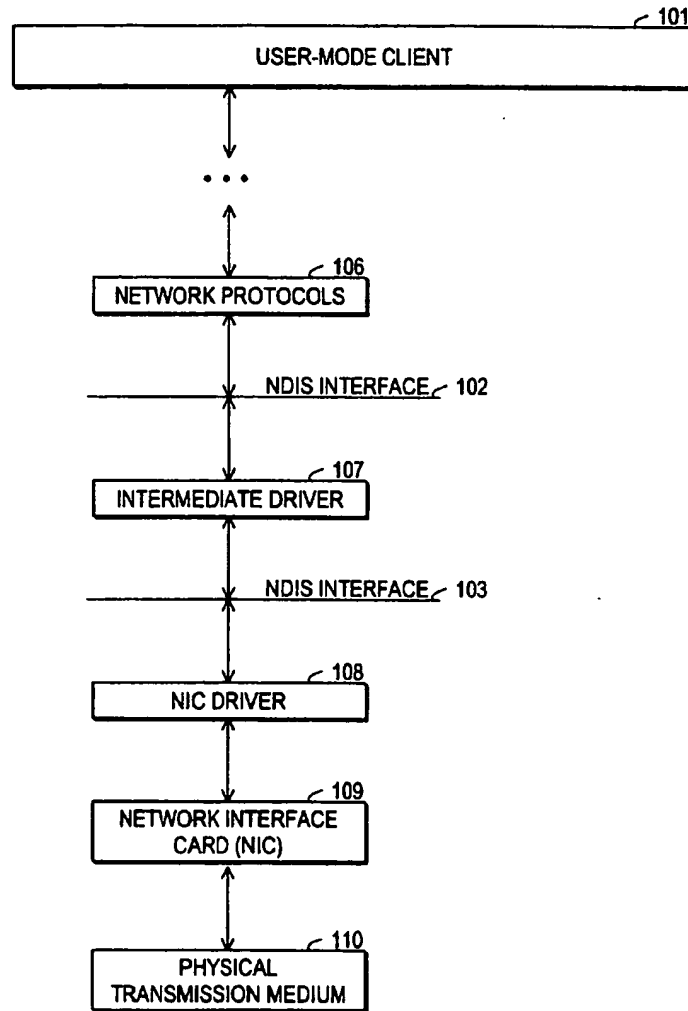 101
USER-MODE CLIENT
• • •
106
NETWORK PROTOCOLS
NDIS INTERFACE 102
107
INTERMEDIATE DRIVER
NDIS INTERFACE 103
108
NIC DRIVER
109
NETWORK INTERFACE
CARD (NIC)
110
PHYSICAL
TRANSMISSION MEDIUM